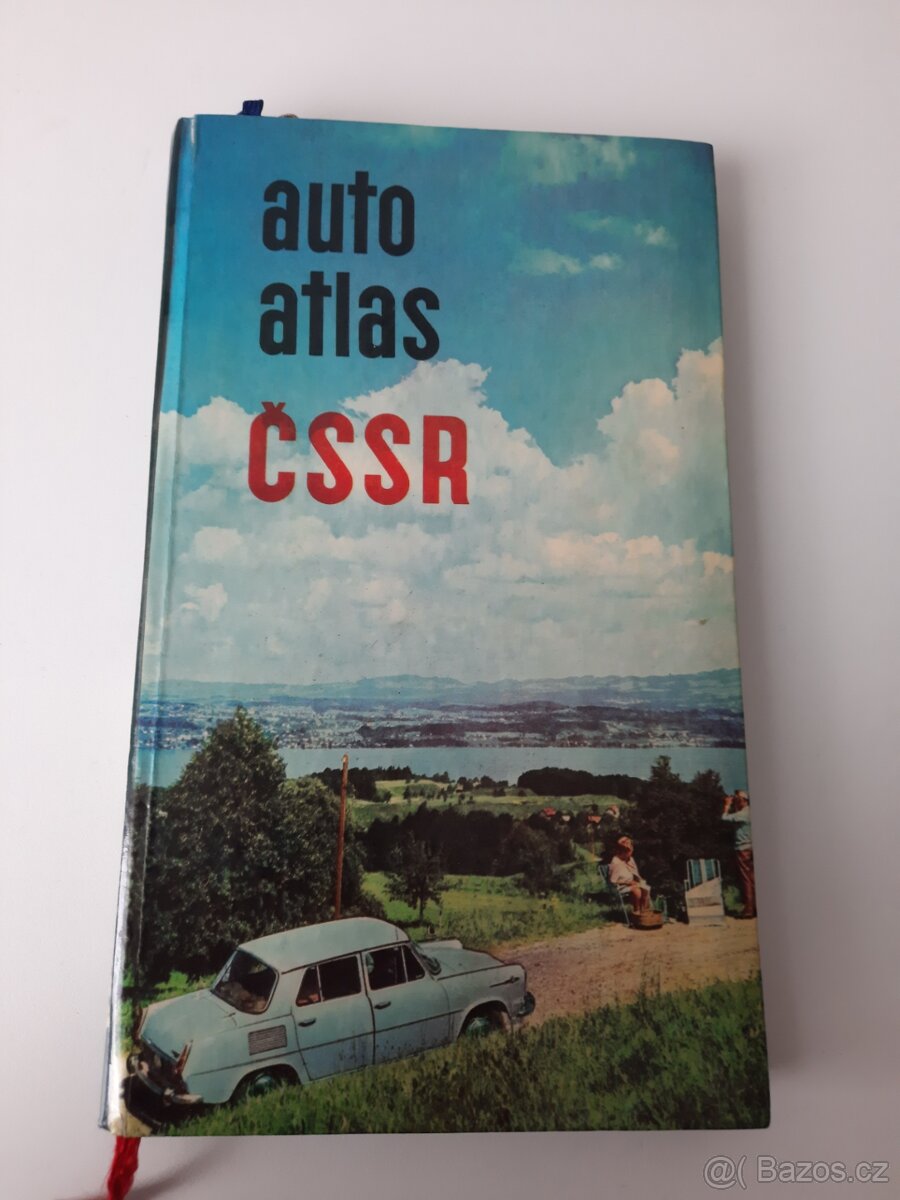 auto
atlas
ČSSR
@( Bazos.cz